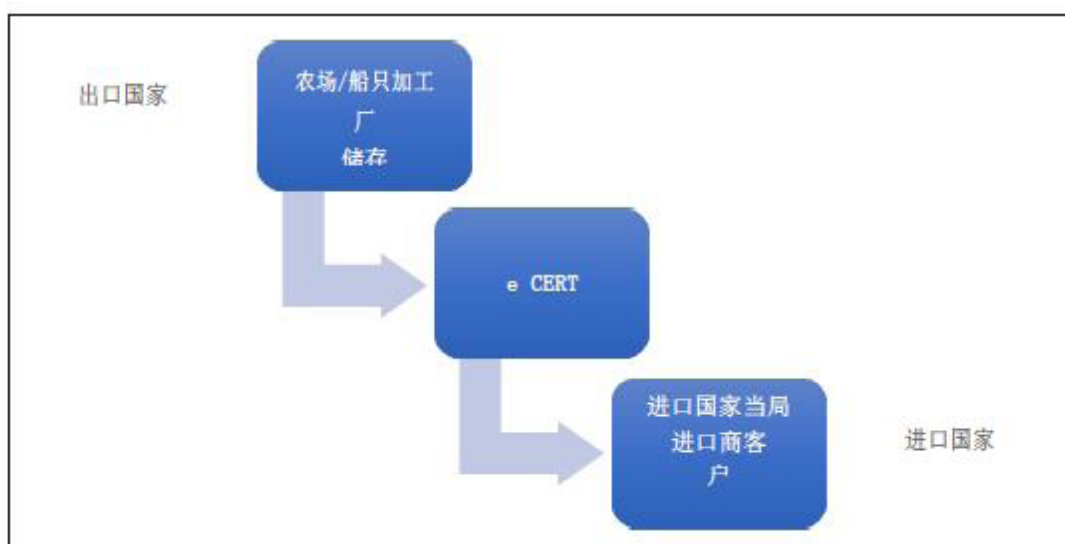 出口国家
农场/船只加工
厂
储存
e CERT
进口国家当局
进口商客
户
进口国家